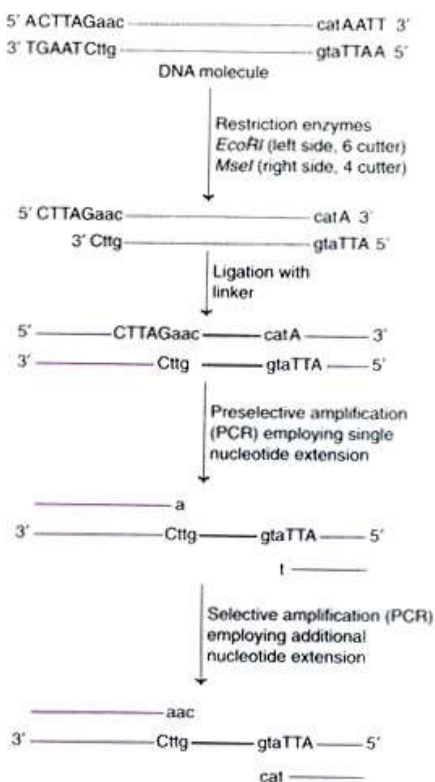 5′ ACTTAGaac catAATT 3′
3′ TGAATCttg gtaTTAA 5′
DNA molecule
Restriction enzymes
EcoRI (left side, 6 cutter)
MseI (right side, 4 cutter)
5′ CTTAGaac catA 3′
3′ Cttg gtaTTA 5′
Ligation with
linker
5′ CTTAGaac catA 3′
3′ Cttg gtaTTA 5′
Preselective amplification
(PCR) employing single
nucleotide extension
a
3′ Cttg gtaTTA 5′
t
Selective amplification (PCR)
employing additional
nucleotide extension
aac
3′ Cttg gtaTTA 5′
cat